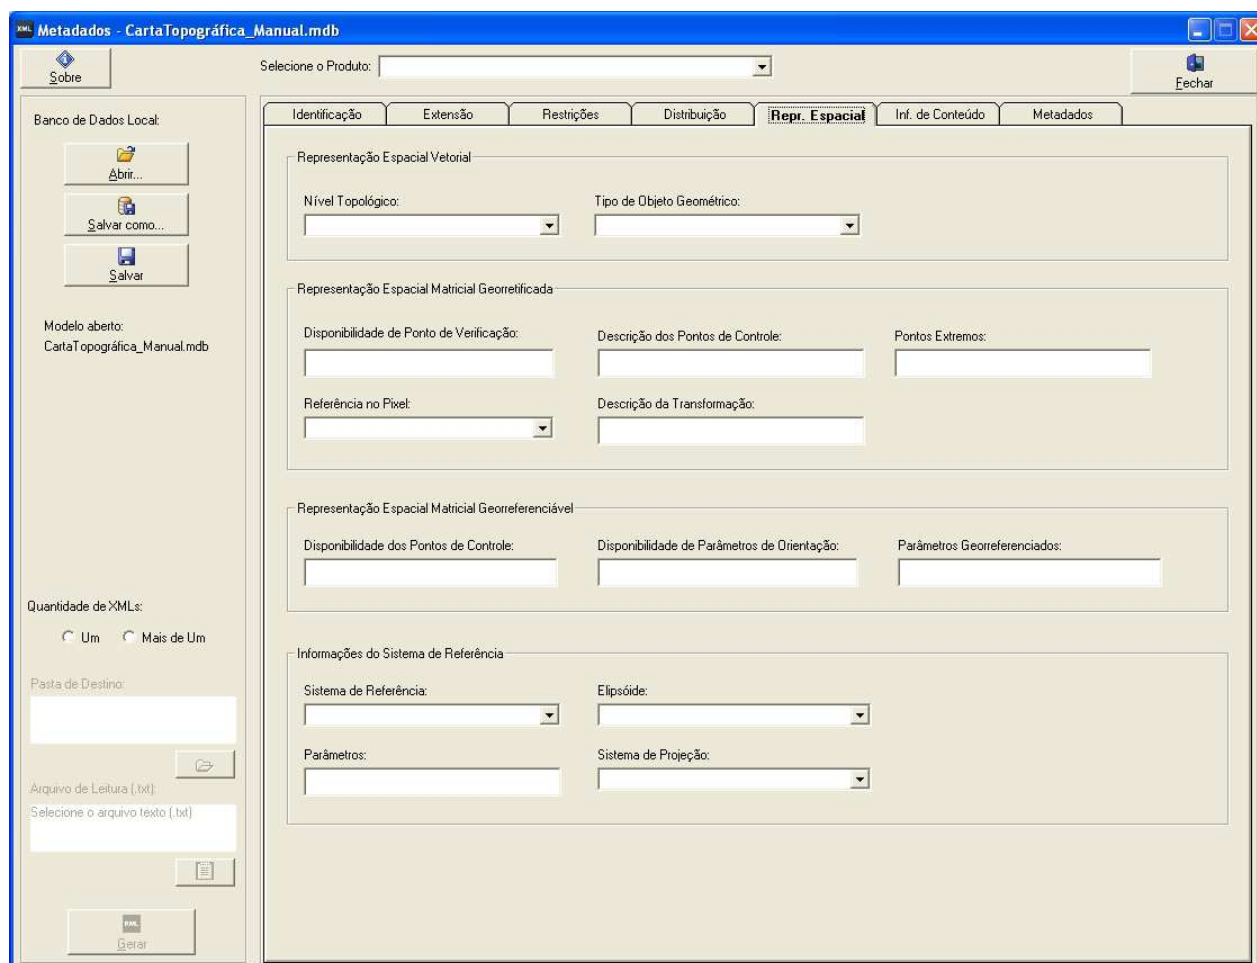 XML Metadados - CartaTopográfica_Manual.mdb
Sobre
Selecione o Produto:
Fechar
Banco de Dados Local:
Abrir...
Salvar como...
Salvar
Modelo aberto:
CartaTopográfica_Manual.mdb
Quantidade de XMLs:
Um Mais de Um
Pasta de Destino:
Arquivo de Leitura (.txt):
Selecione o arquivo texto (.txt)
XML
Gerar
Identificação Extensão Restrições Distribuição Repr. Espacial Inf. de Conteúdo Metadados
Representação Espacial Vetorial
Nível Topológico: Tipo de Objeto Geométrico:
Representação Espacial Matricial Georretificada
Disponibilidade de Ponto de Verificação: Descrição dos Pontos de Controle: Pontos Extremos:
Referência no Pixel: Descrição da Transformação:
Representação Espacial Matricial Georreferenciável
Disponibilidade dos Pontos de Controle: Disponibilidade de Parâmetros de Orientação: Parâmetros Georreferenciados:
Informações do Sistema de Referência
Sistema de Referência: Elipsóide:
Parâmetros: Sistema de Projeção: